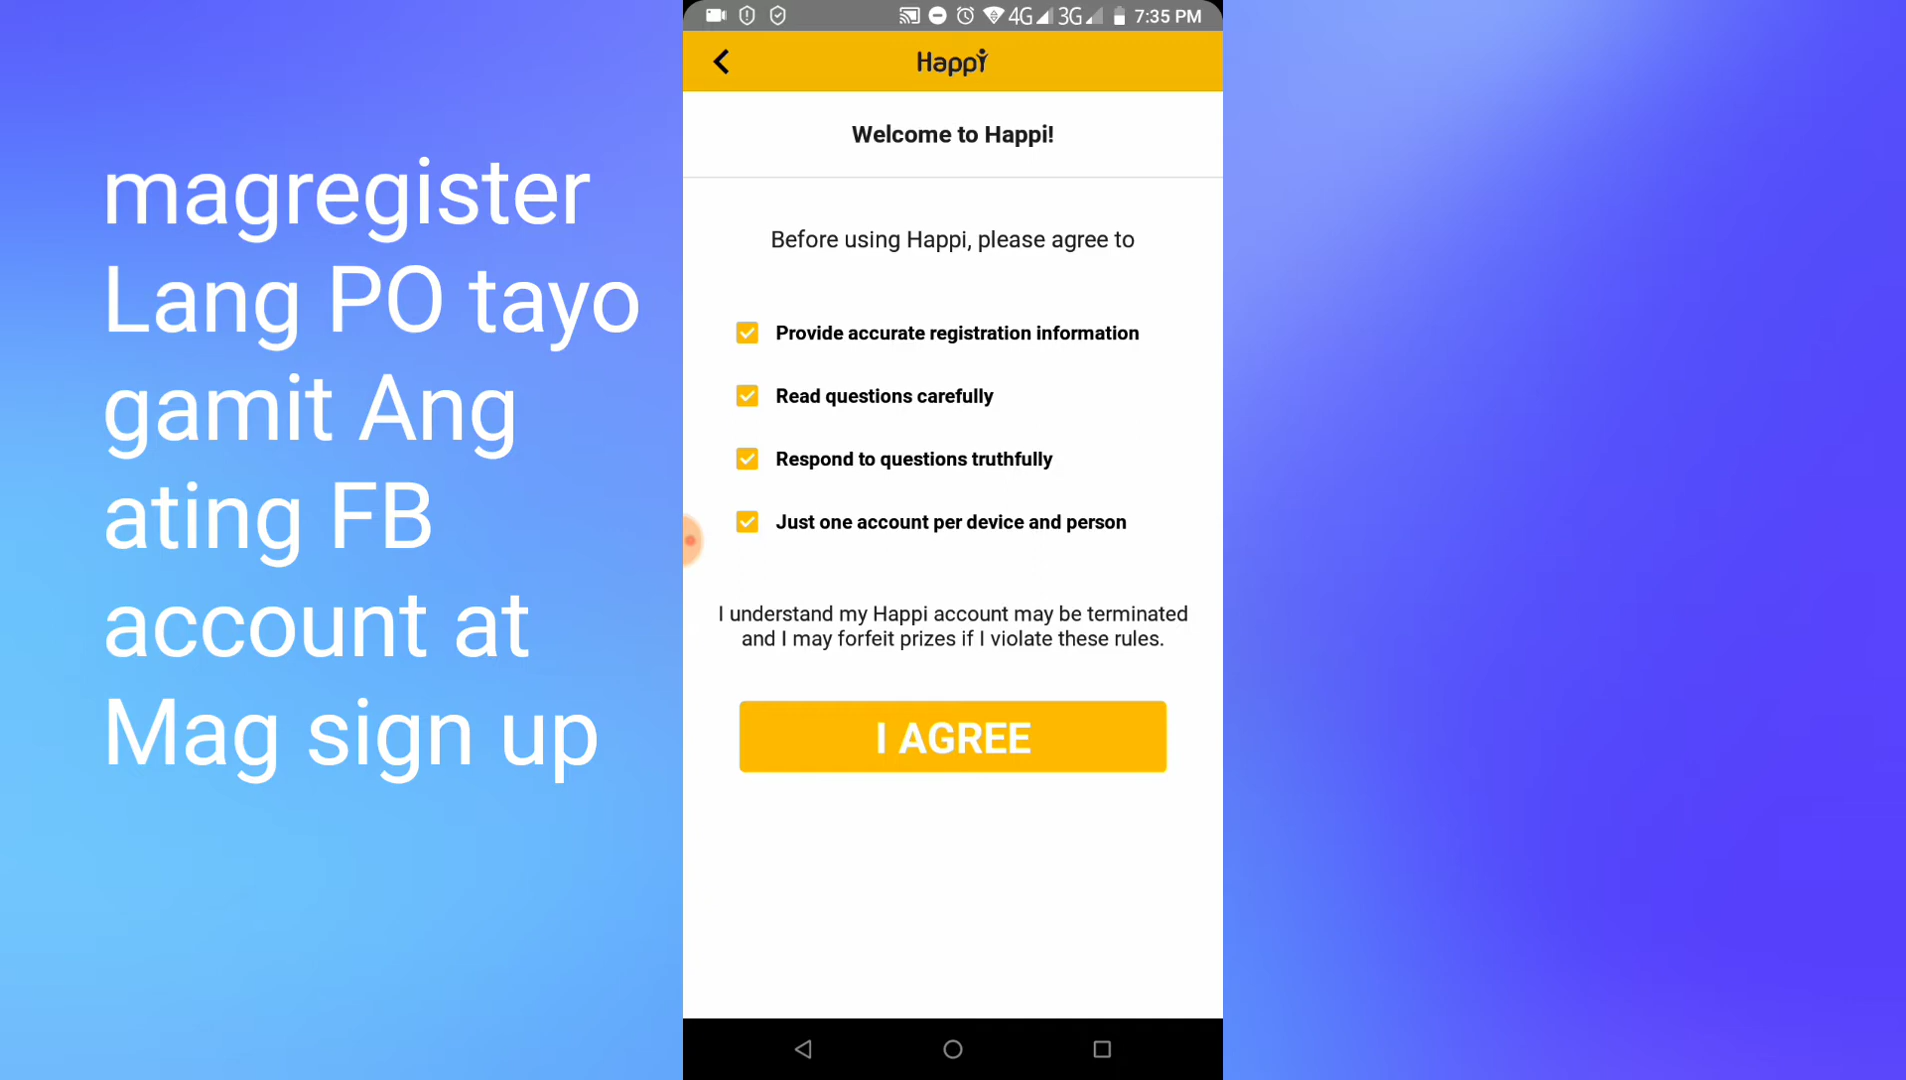 magregister
Lang PO tayo
gamit Ang
ating FB
account at
Mag sign up
4G 3G 7:35 PM
Happi
Welcome to Happi!
Before using Happi, please agree to
Provide accurate registration information
Read questions carefully
Respond to questions truthfully
Just one account per device and person
I understand my Happi account may be terminated
and I may forfeit prizes if I violate these rules.
I AGREE